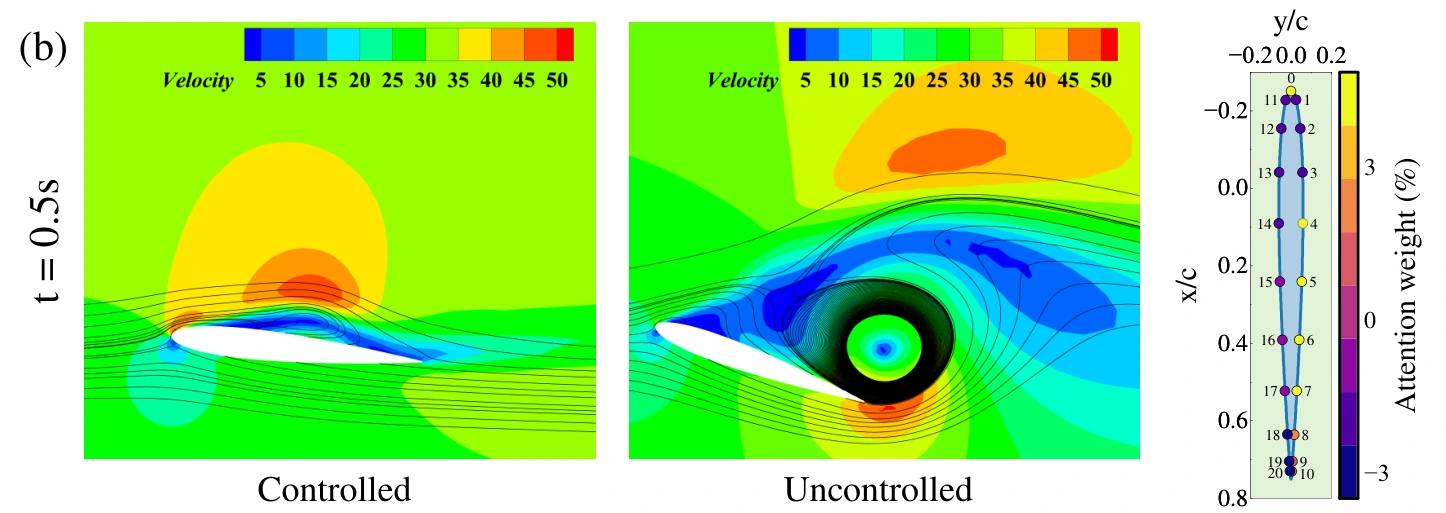 (b)
t = 0.5s
Velocity 5 10 15 20 25 30 35 40 45 50
Controlled
Velocity 5 10 15 20 25 30 35 40 45 50
Uncontrolled
y/c
−0.2 0.0 0.2
x/c
−0.2
0.0
0.2
0.4
0.6
0.8
0
11 1
12 2
13 3
14 4
15 5
16 6
17 7
18 8
19 9
20 10
3
0
−3
Attention weight (%)